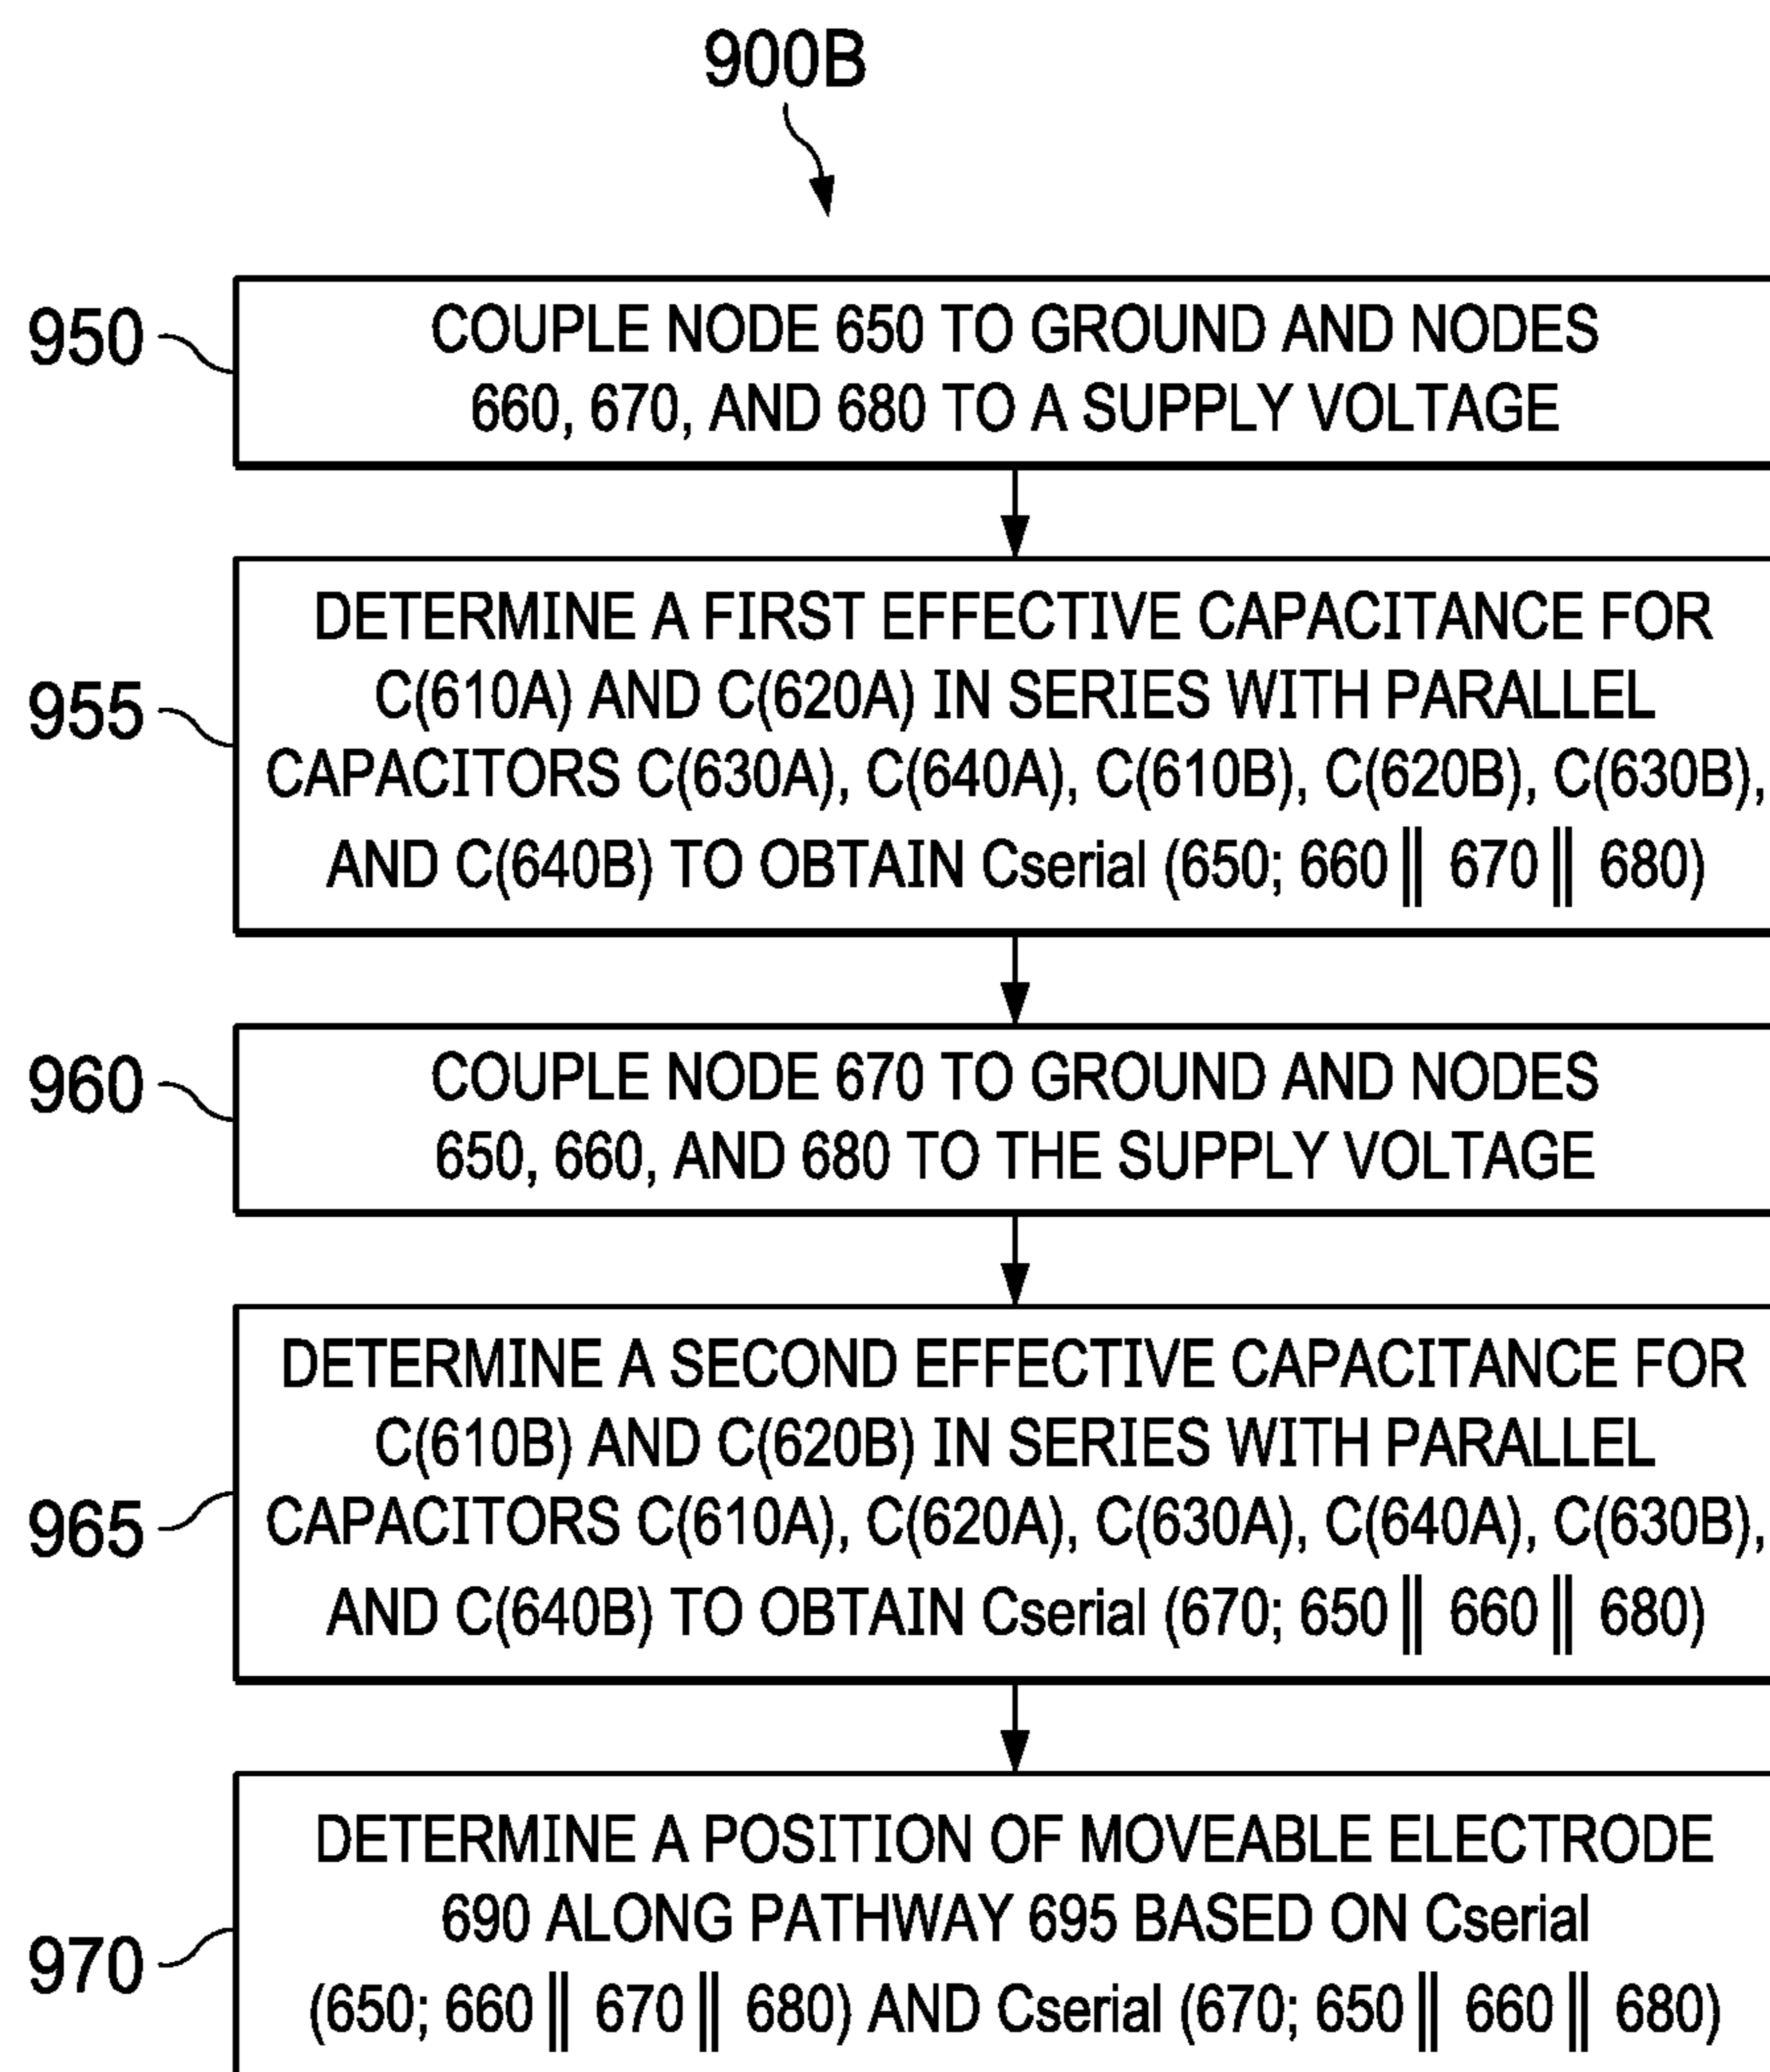 900B
950
COUPLE NODE 650 TO GROUND AND NODES
660, 670, AND 680 TO A SUPPLY VOLTAGE
955
DETERMINE A FIRST EFFECTIVE CAPACITANCE FOR
C(610A) AND C(620A) IN SERIES WITH PARALLEL
CAPACITORS C(630A), C(640A), C(610B), C(620B), C(630B),
AND C(640B) TO OBTAIN Cserial (650; 660 || 670 || 680)
960
COUPLE NODE 670 TO GROUND AND NODES
650, 660, AND 680 TO THE SUPPLY VOLTAGE
965
DETERMINE A SECOND EFFECTIVE CAPACITANCE FOR
C(610B) AND C(620B) IN SERIES WITH PARALLEL
CAPACITORS C(610A), C(620A), C(630A), C(640A), C(630B),
AND C(640B) TO OBTAIN Cserial (670; 650 || 660 || 680)
970
DETERMINE A POSITION OF MOVEABLE ELECTRODE
690 ALONG PATHWAY 695 BASED ON Cserial
(650; 660 || 670 || 680) AND Cserial (670; 650 || 660 || 680)